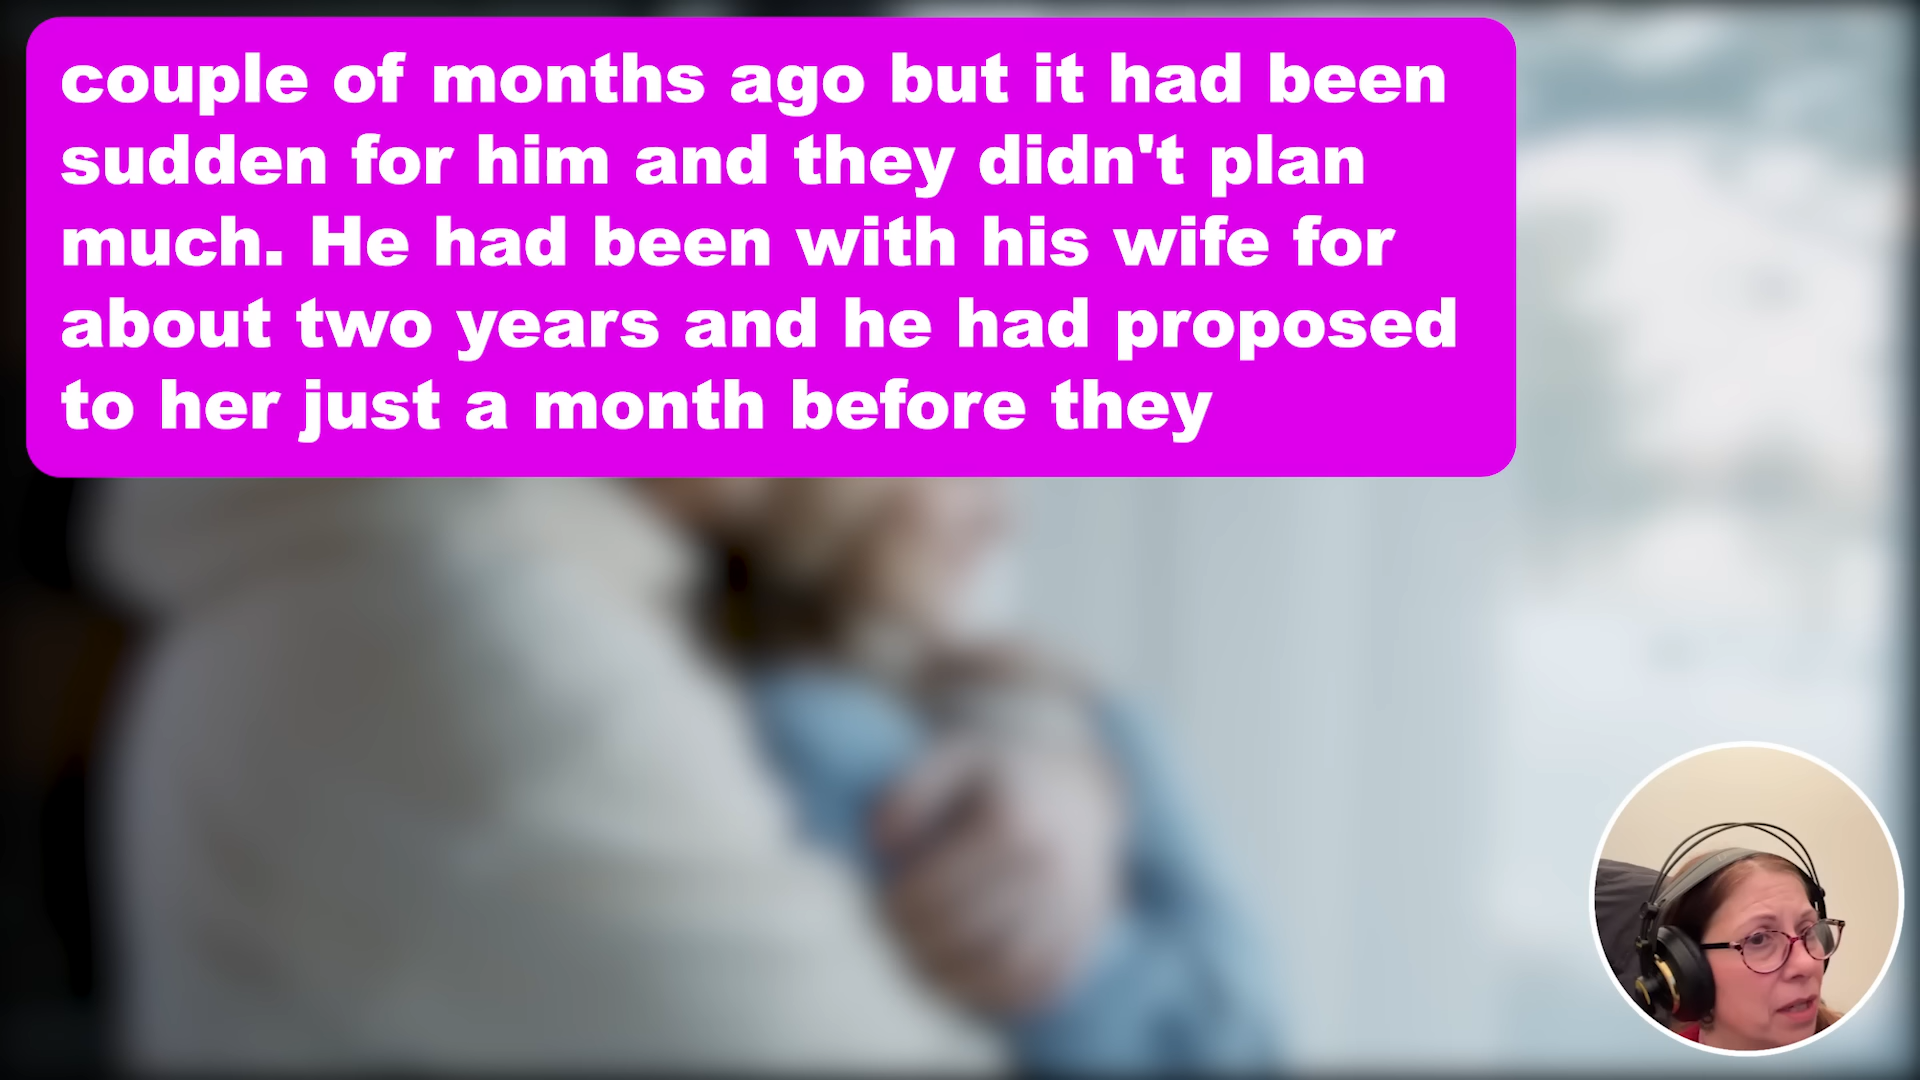 couple of months ago but it had been
sudden for him and they didn't plan
much. He had been with his wife for
about two years and he had proposed
to her just a month before they